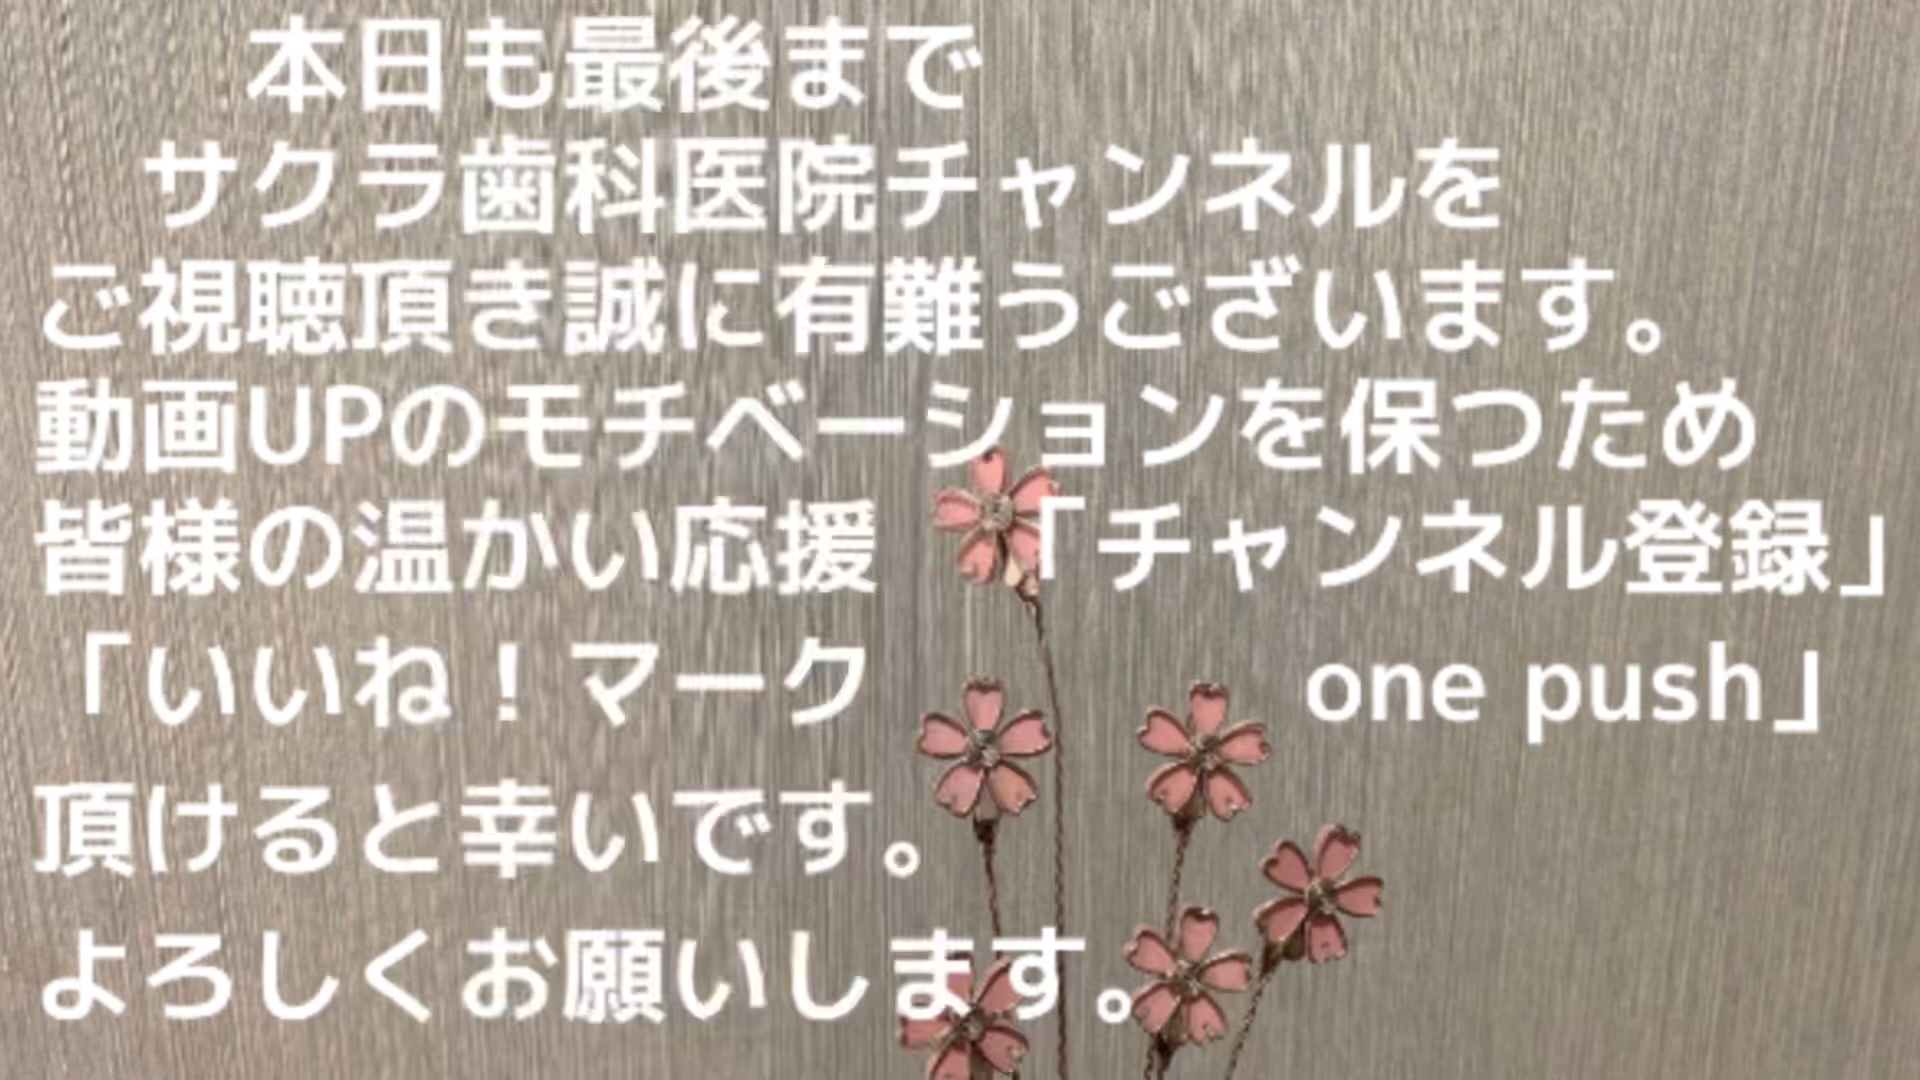 本日も最後まで
サクラ歯科医院チャンネルを
ご視聴頂き誠に有難うございます。
動画UPのモチベーションを保つため
皆様の温かい応援　「チャンネル登録」
「いいね！マーク　one push」
頂けると幸いです。
よろしくお願いします。